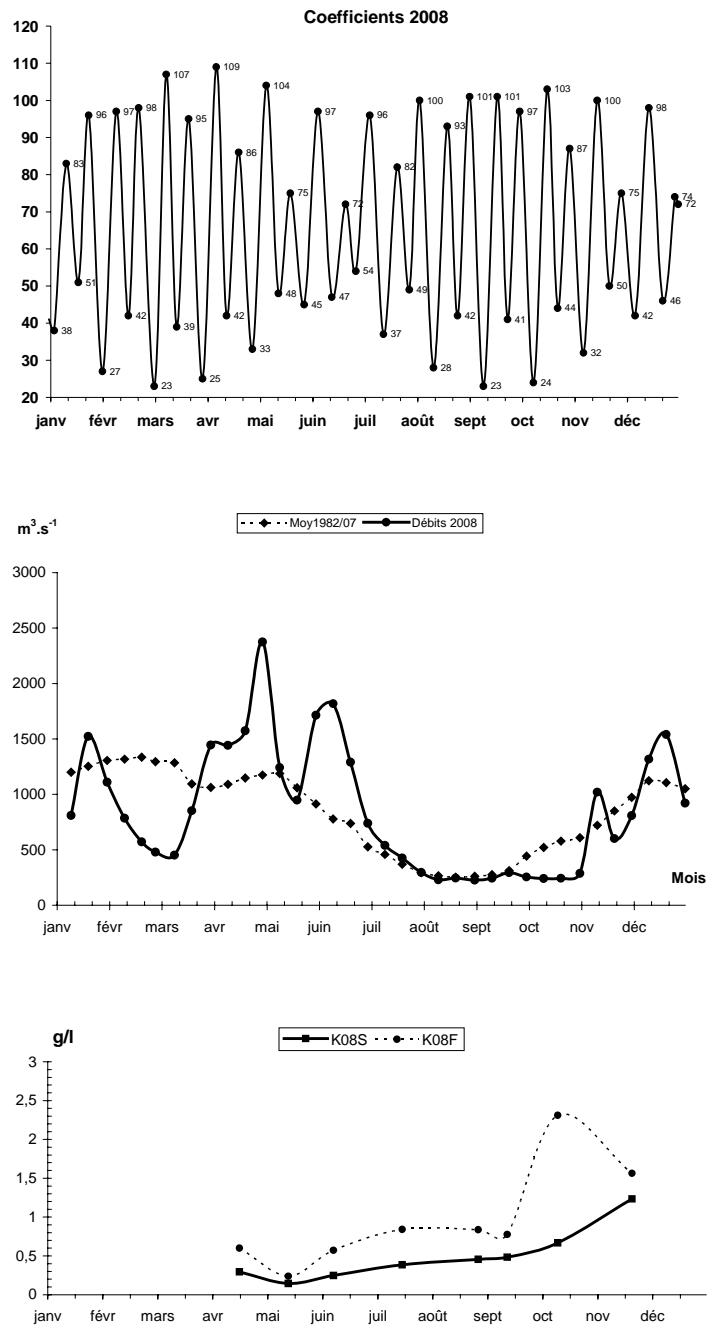 Coefficients 2008
120
110
100
90
80
70
60
50
40
30
20
38 83 51 96 27 97 98 42 23 107 39 95 25 109 42 86 33 104 48 75 45 97 47 72 54 96 37 82 49 100 28 93 42 101 23 101 41 97 24 103 44 87 32 100 50 75 42 98 46 74 72
janv févr mars avr mai juin juil août sept oct nov déc
m³.s⁻¹
Moy1982/07 Débits 2008
3000
2500
2000
1500
1000
500
0
Mois
janv févr mars avr mai juin juil août sept oct nov déc
g/l
K08S K08F
3
2,5
2
1,5
1
0,5
0
janv févr mars avr mai juin juil août sept oct nov déc